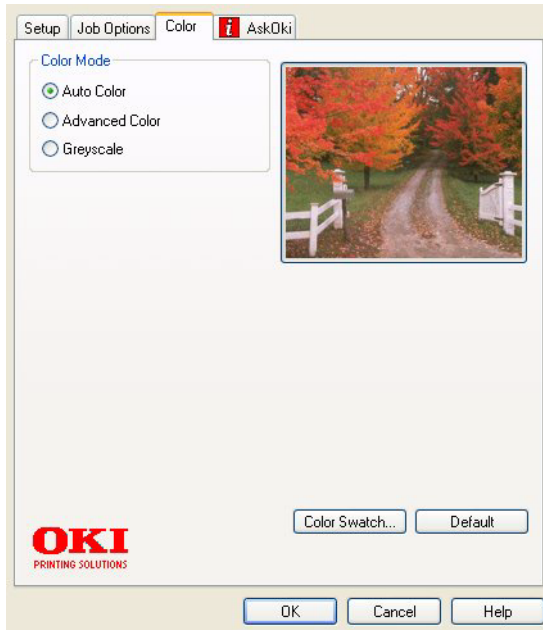 Setup Job Options Color i AskOki
Color Mode
Auto Color
Advanced Color
Greyscale
Color Swatch... Default
OKI
PRINTING SOLUTIONS
OK Cancel Help